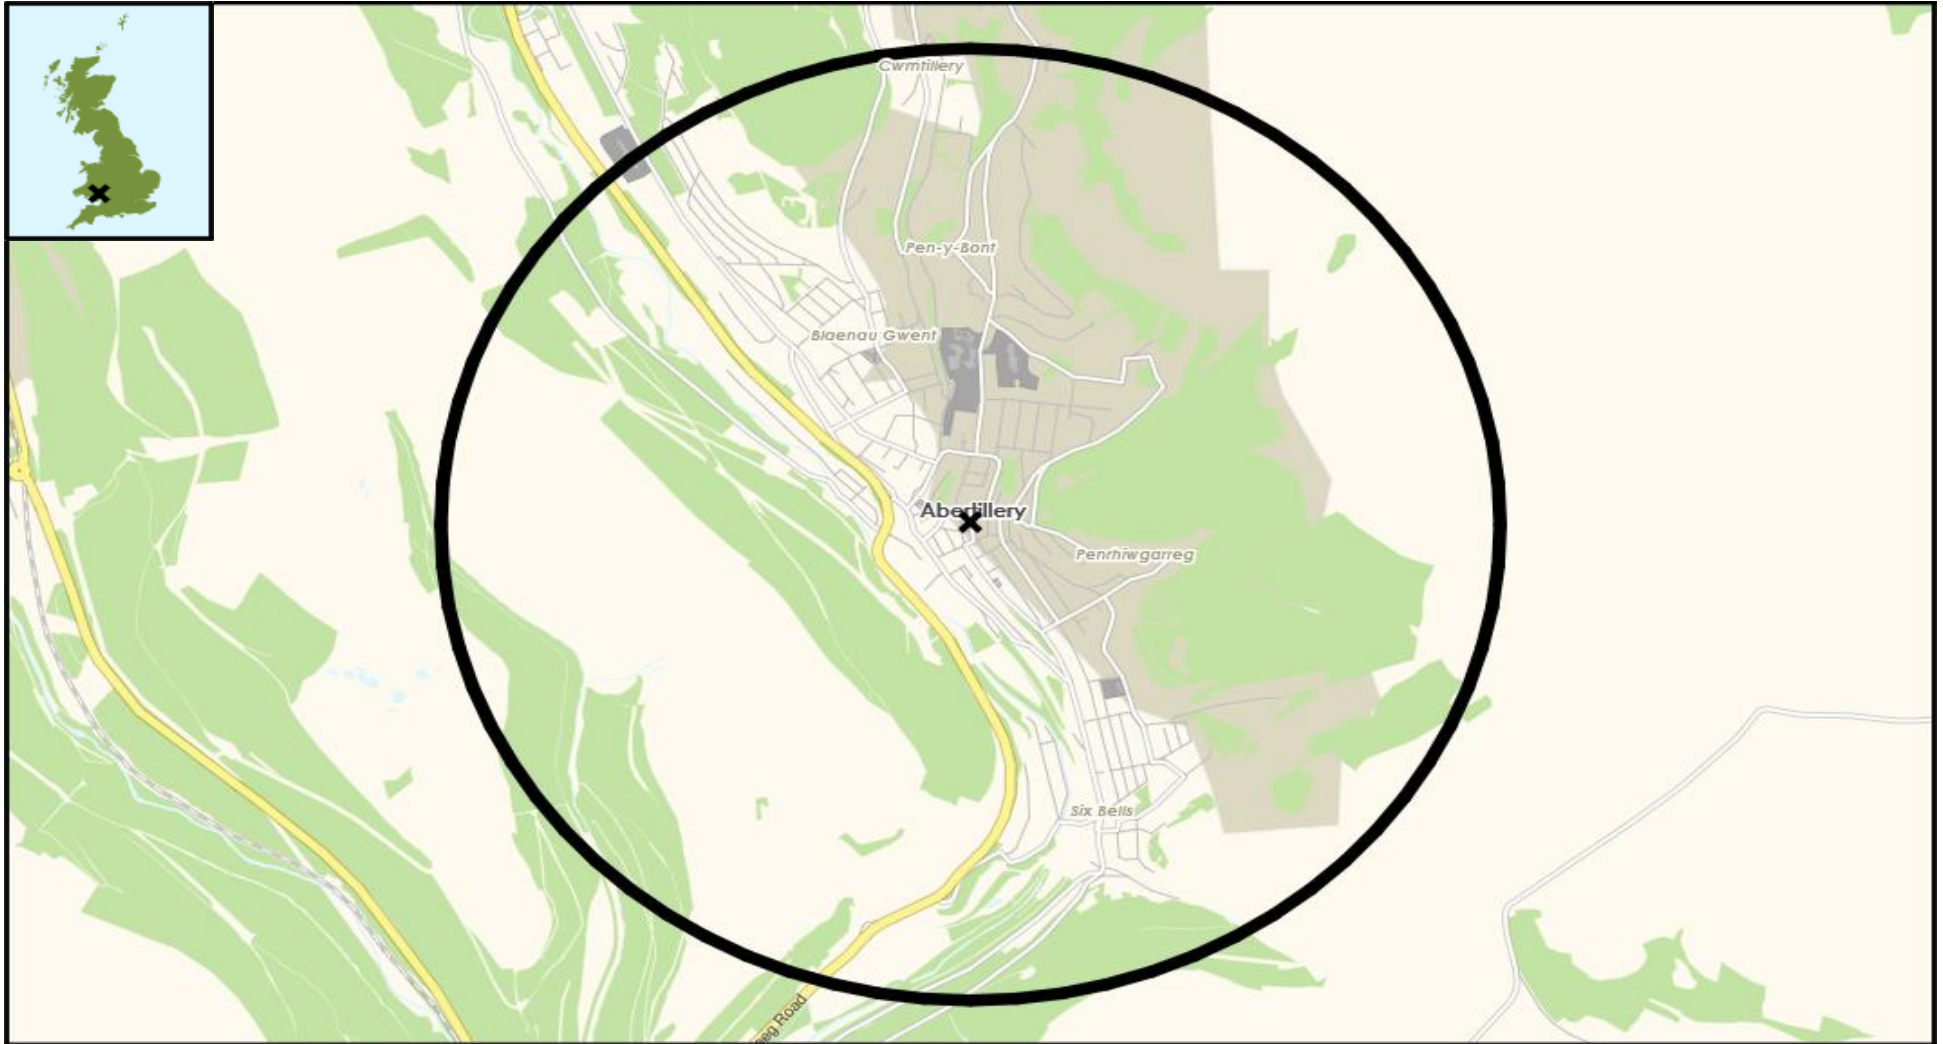 Cwmtillery
Pen-y-Bont
Blaenau Gwent
Abertillery
Penrhiwgarreg
Six Bells
Road